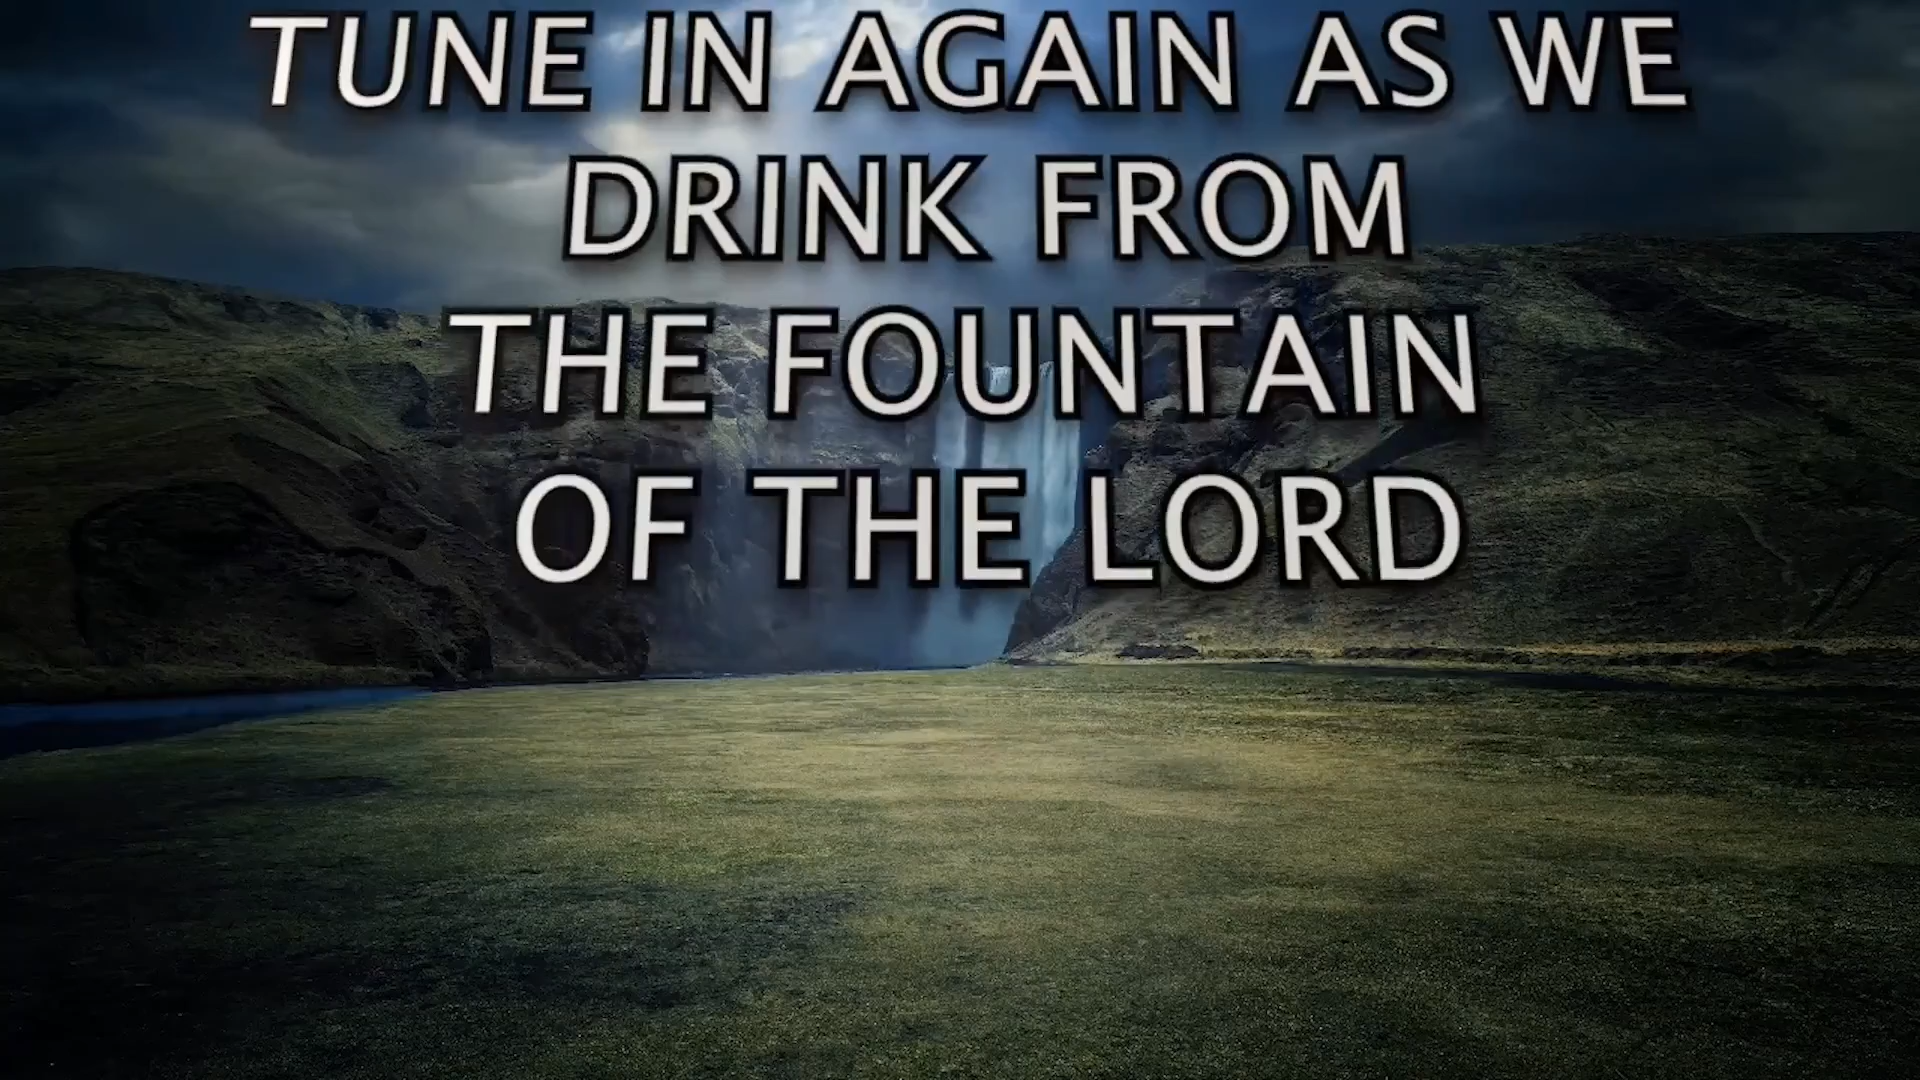 TUNE IN AGAIN AS WE
DRINK FROM
THE FOUNTAIN
OF THE LORD